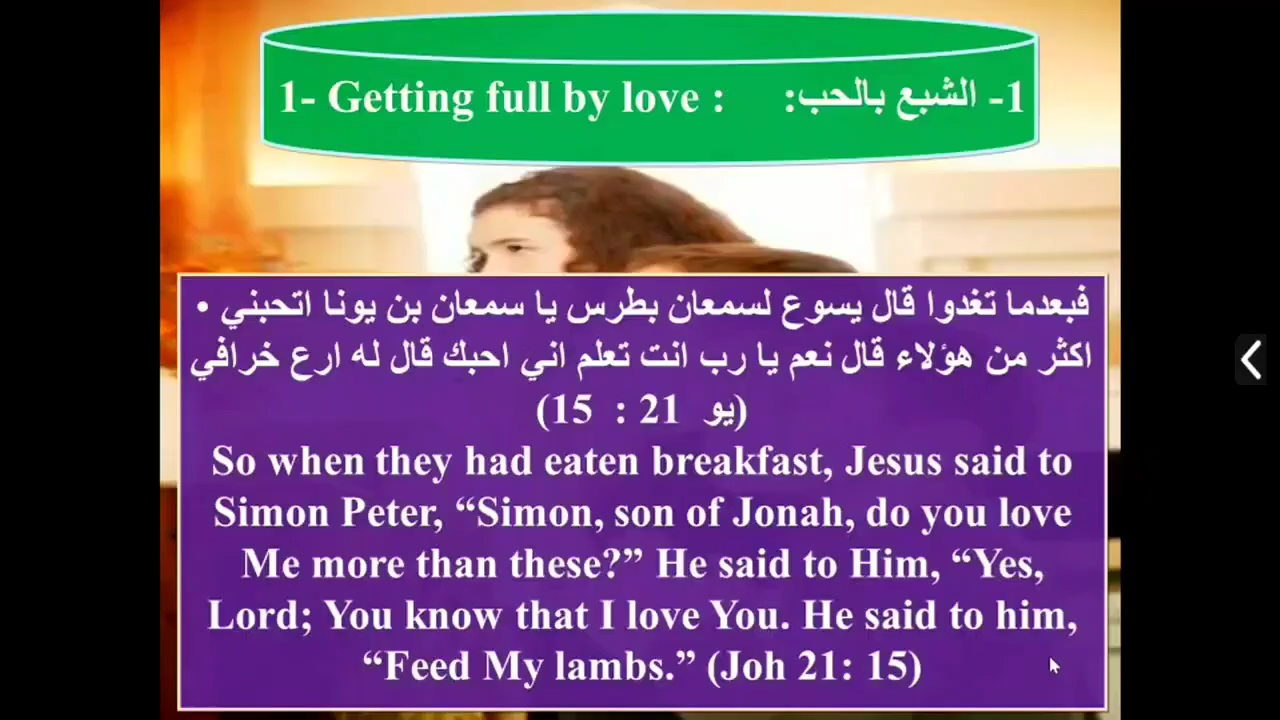 1- Getting full by love :
1- الشبع بالحب:
• فبعدما تغدوا قال يسوع لسمعان بطرس يا سمعان بن يونا اتحبني
اكثر من هؤلاء قال نعم يا رب انت تعلم اني احبك قال له ارع خرافي
(يو 21 : 15)
So when they had eaten breakfast, Jesus said to
Simon Peter, “Simon, son of Jonah, do you love
Me more than these?” He said to Him, “Yes,
Lord; You know that I love You. He said to him,
“Feed My lambs.” (Joh 21: 15)